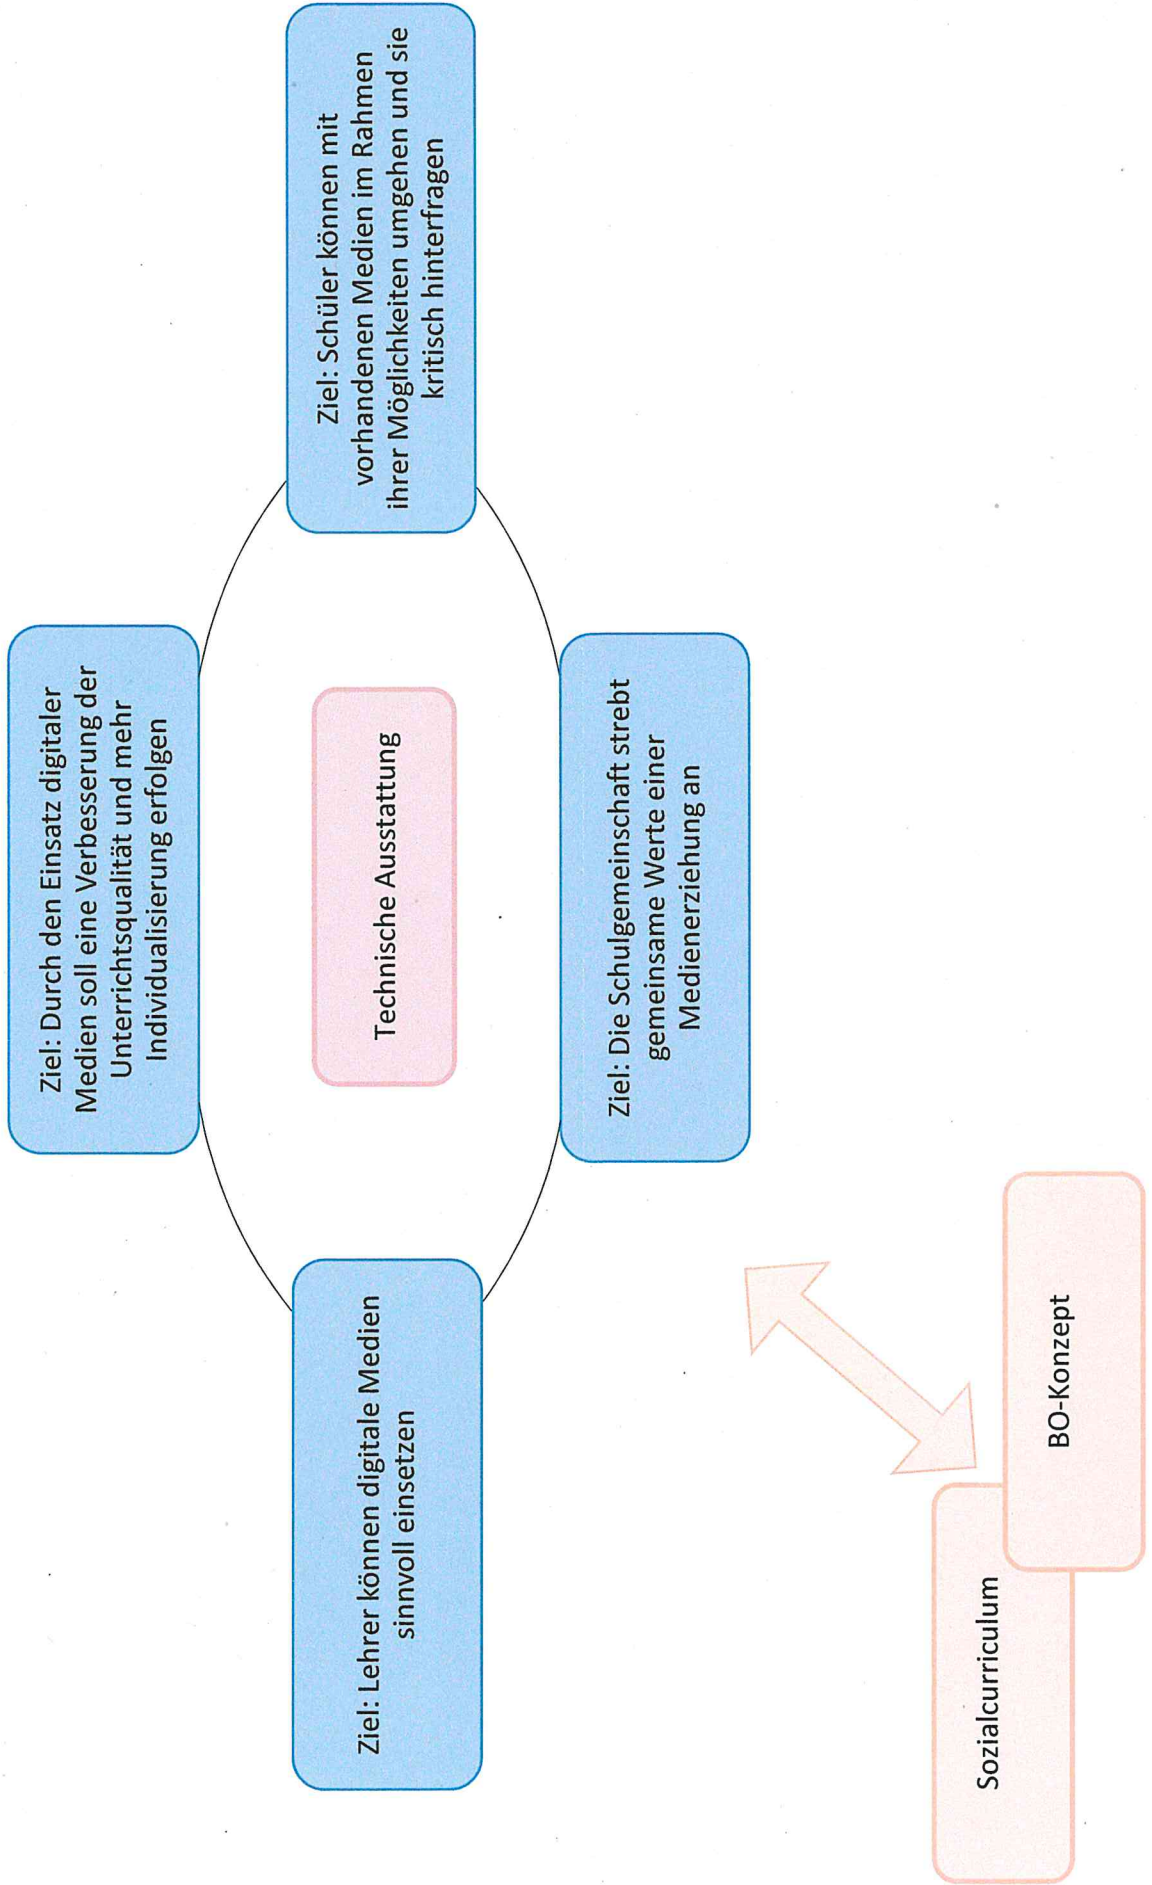 Ziel: Durch den Einsatz digitaler
Medien soll eine Verbesserung der
Unterrichtsqualität und mehr
Individualisierung erfolgen
Ziel: Lehrer können digitale Medien
sinnvoll einsetzen
Technische Ausstattung
Ziel: Schüler können mit
vorhandenen Medien im Rahmen
ihrer Möglichkeiten umgehen und sie
kritisch hinterfragen
Ziel: Die Schulgemeinschaft strebt
gemeinsame Werte einer
Medienerziehung an
Sozialcurriculum
BO-Konzept